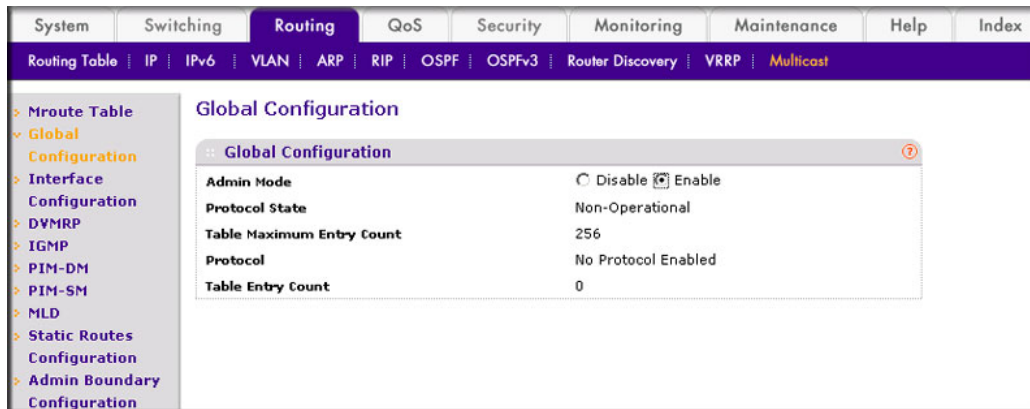 System Switching Routing QoS Security Monitoring Maintenance Help Index
Routing Table IP IPv6 VLAN ARP RIP OSPF OSPFv3 Router Discovery VRRP Multicast
Mroute Table
Global
Configuration
Interface
Configuration
DVMRP
IGMP
PIM-DM
PIM-SM
MLD
Static Routes
Configuration
Admin Boundary
Configuration
Global Configuration
Global Configuration
Admin Mode Disable Enable
Protocol State Non-Operational
Table Maximum Entry Count 256
Protocol No Protocol Enabled
Table Entry Count 0